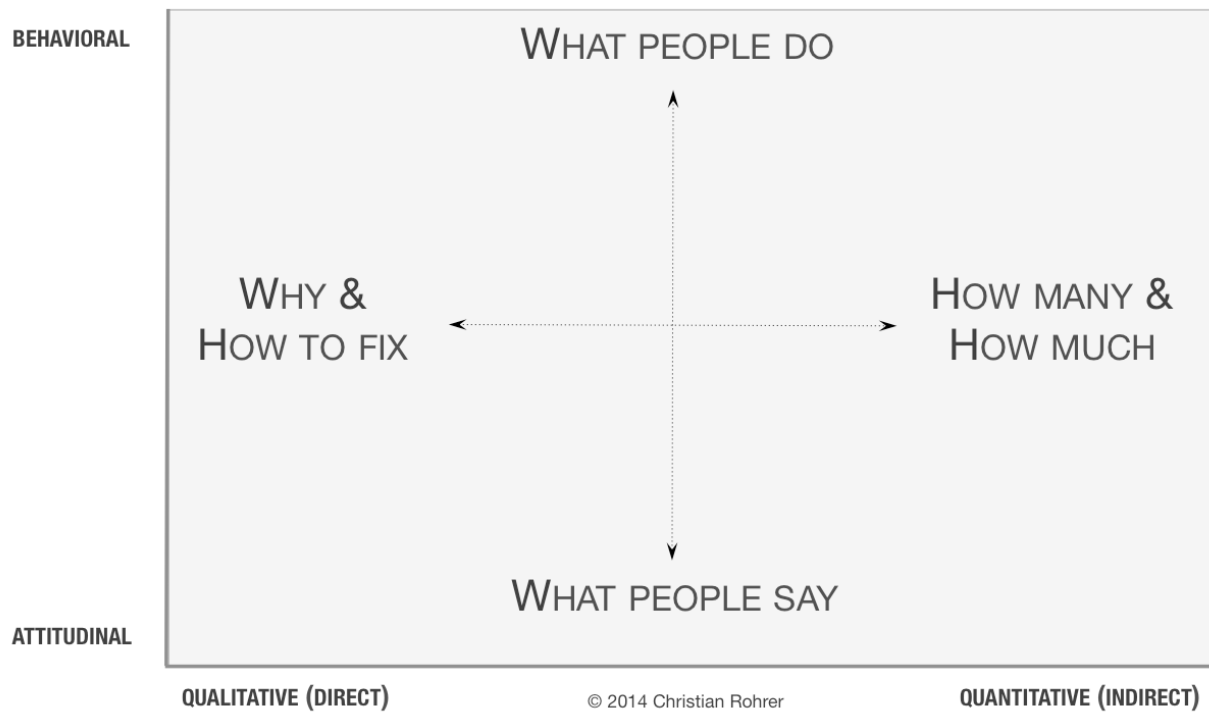 BEHAVIORAL
WHAT PEOPLE DO
WHY &
HOW TO FIX
HOW MANY &
HOW MUCH
WHAT PEOPLE SAY
ATTITUDINAL
QUALITATIVE (DIRECT)
© 2014 Christian Rohrer
QUANTITATIVE (INDIRECT)